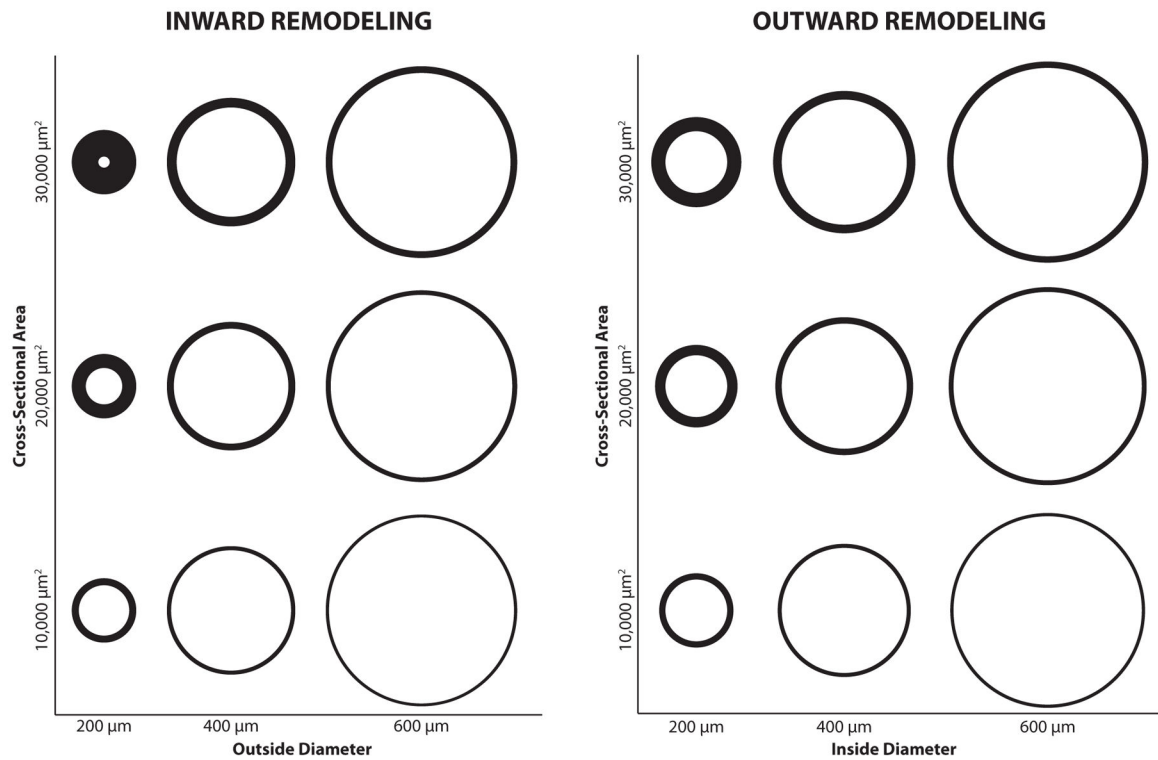 INWARD REMODELING
Cross-Sectional Area
30,000 µm²
20,000 µm²
10,000 µm²
200 µm
400 µm
600 µm
Outside Diameter
OUTWARD REMODELING
Cross-Sectional Area
30,000 µm²
20,000 µm²
10,000 µm²
200 µm
400 µm
600 µm
Inside Diameter